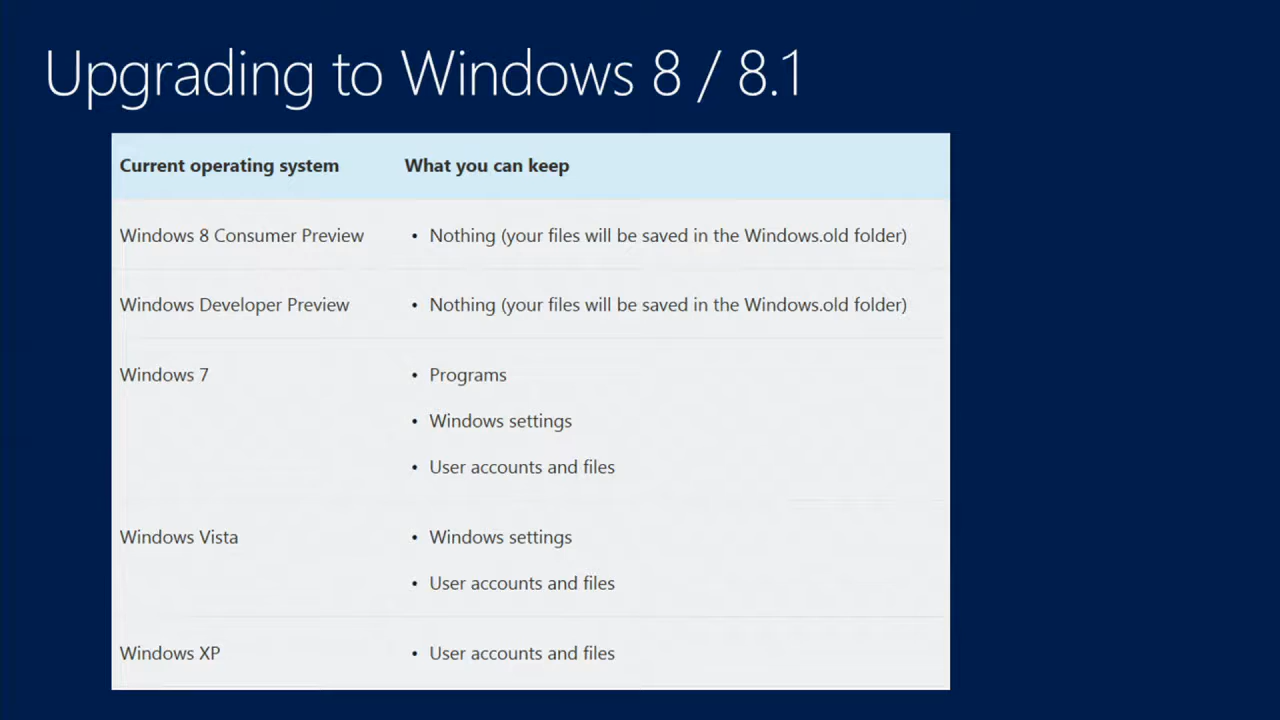 Upgrading to Windows 8 / 8.1
Current operating system What you can keep
Windows 8 Consumer Preview • Nothing (your files will be saved in the Windows.old folder)
Windows Developer Preview • Nothing (your files will be saved in the Windows.old folder)
Windows 7 • Programs
• Windows settings
• User accounts and files
Windows Vista • Windows settings
• User accounts and files
Windows XP • User accounts and files